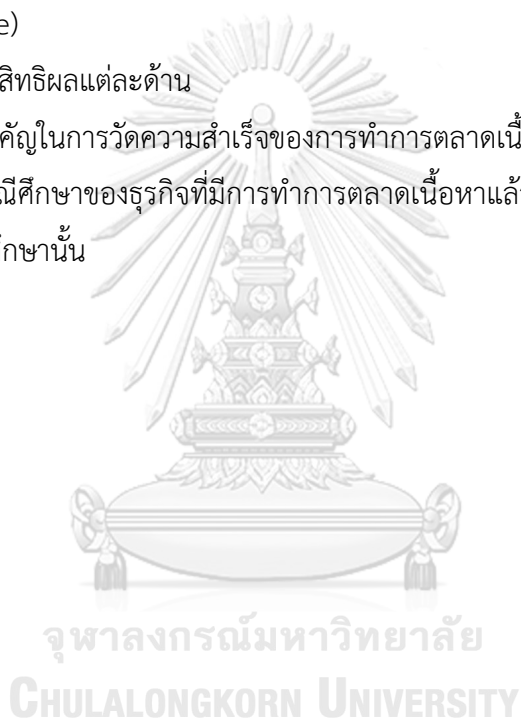 e)
สิทธิผลแต่ละด้าน
คัญในการวัดความสำเร็จของการทำการตลาดเนื้
ณีศึกษาของธุรกิจที่มีการทำการตลาดเนื้อหาแล้
ศึกษานั้น
จุฬาลงกรณ์มหาวิทยาลัย
CHULALONGKORN UNIVERSITY